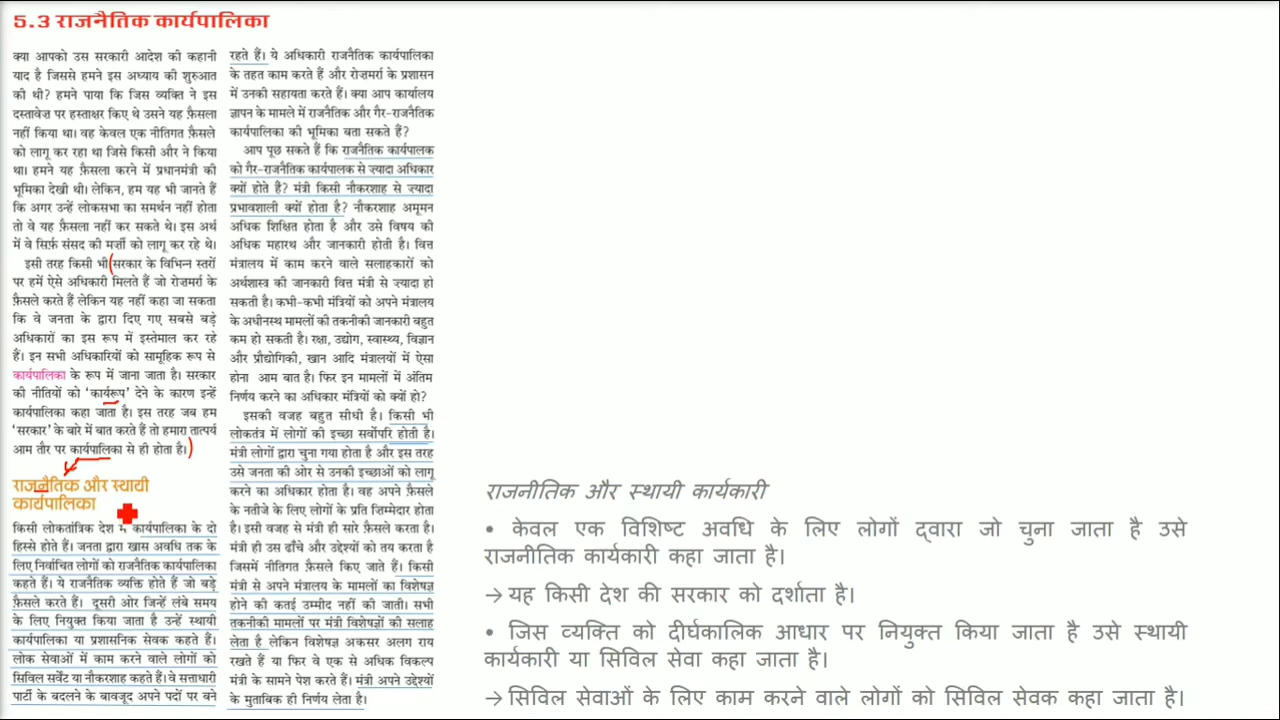 5.3 राजनैतिक कार्यपालिका
क्या आपको उस सरकारी आदेश की कहानी
याद है जिससे हमने इस अध्याय की शुरुआत
की थी? हमने पाया कि जिस व्यक्ति ने इस
दस्तावेज़ पर हस्ताक्षर किए थे उसने यह फ़ैसला
नहीं किया था। वह केवल एक नीतिगत फ़ैसले
को लागू कर रहा था जिसे किसी और ने किया
था। हमने यह फ़ैसला करने में प्रधानमंत्री की
भूमिका देखी थी। लेकिन, हम यह भी जानते हैं
कि अगर उन्हें लोकसभा का समर्थन नहीं होता
तो वे यह फ़ैसला नहीं कर सकते थे। इस अर्थ
में वे सिर्फ़ संसद की मर्ज़ी को लागू कर रहे थे।
इसी तरह किसी भी सरकार के विभिन्न स्तरों
पर हमें ऐसे अधिकारी मिलते हैं जो रोज़मर्रा के
फ़ैसले करते हैं लेकिन यह नहीं कहा जा सकता
कि वे जनता के द्वारा दिए गए सबसे बड़े
अधिकारों का इस रूप में इस्तेमाल कर रहे
हैं। इन सभी अधिकारियों को सामूहिक रूप से
कार्यपालिका के रूप में जाना जाता है। सरकार
की नीतियों को 'कार्यरूप' देने के कारण इन्हें
कार्यपालिका कहा जाता है। इस तरह जब हम
'सरकार' के बारे में बात करते हैं तो हमारा तात्पर्य
आम तौर पर कार्यपालिका से ही होता है।
राजनैतिक और स्थायी
कार्यपालिका
किसी लोकतांत्रिक देश में कार्यपालिका के दो
हिस्से होते हैं। जनता द्वारा खास अवधि तक के
लिए निर्वाचित लोगों को राजनैतिक कार्यपालिका
कहते हैं। ये राजनैतिक व्यक्ति होते हैं जो बड़े
फ़ैसले करते हैं। दूसरी ओर जिन्हें लंबे समय
के लिए नियुक्त किया जाता है उन्हें स्थायी
कार्यपालिका या प्रशासनिक सेवक कहते हैं।
लोक सेवाओं में काम करने वाले लोगों को
सिविल सर्वेंट या नौकरशाह कहते हैं। वे सत्ताधारी
पार्टी के बदलने के बावजूद अपने पदों पर बने
रहते हैं। ये अधिकारी राजनैतिक कार्यपालिका
के तहत काम करते हैं और रोज़मर्रा के प्रशासन
में उनकी सहायता करते हैं। क्या आप कार्यालय
ज्ञापन के मामले में राजनैतिक और गैर-राजनैतिक
कार्यपालिका की भूमिका बता सकते हैं?
आप पूछ सकते हैं कि राजनैतिक कार्यपालक
को गैर-राजनैतिक कार्यपालक से ज़्यादा अधिकार
क्यों होते हैं? मंत्री किसी नौकरशाह से ज़्यादा
प्रभावशाली क्यों होता है? नौकरशाह अमूमन
अधिक शिक्षित होता है और उसे विषय की
अधिक महारथ और जानकारी होती है। वित्त
मंत्रालय में काम करने वाले सलाहकारों को
अर्थशास्त्र की जानकारी वित्त मंत्री से ज़्यादा हो
सकती है। कभी-कभी मंत्रियों को अपने मंत्रालय
के अधीनस्थ मामलों की तकनीकी जानकारी बहुत
कम हो सकती है। रक्षा, उद्योग, स्वास्थ्य, विज्ञान
और प्रौद्योगिकी, खान आदि मंत्रालयों में ऐसा
होना आम बात है। फिर इन मामलों में अंतिम
निर्णय करने का अधिकार मंत्रियों को क्यों हो?
इसकी वजह बहुत सीधी है। किसी भी
लोकतंत्र में लोगों की इच्छा सर्वोपरि होती है।
मंत्री लोगों द्वारा चुना गया होता है और इस तरह
उसे जनता की ओर से उनकी इच्छाओं को लागू
करने का अधिकार होता है। वह अपने फ़ैसले
के नतीजे के लिए लोगों के प्रति ज़िम्मेदार होता
है। इसी वजह से मंत्री ही सारे फ़ैसले करता है।
मंत्री ही उस ढाँचे और उद्देश्यों को तय करता है
जिसमें नीतिगत फ़ैसले किए जाते हैं। किसी
मंत्री से अपने मंत्रालय के मामलों का विशेषज्ञ
होने की कतई उम्मीद नहीं की जाती। सभी
तकनीकी मामलों पर मंत्री विशेषज्ञों की सलाह
लेता है लेकिन विशेषज्ञ अकसर अलग राय
रखते हैं या फिर वे एक से अधिक विकल्प
मंत्री के सामने पेश करते हैं। मंत्री अपने उद्देश्यों
के मुताबिक ही निर्णय लेता है।
राजनीतिक और स्थायी कार्यकारी
• केवल एक विशिष्ट अवधि के लिए लोगों द्वारा जो चुना जाता है उसे
राजनीतिक कार्यकारी कहा जाता है।
→ यह किसी देश की सरकार को दर्शाता है।
• जिस व्यक्ति को दीर्घकालिक आधार पर नियुक्त किया जाता है उसे स्थायी
कार्यकारी या सिविल सेवा कहा जाता है।
→ सिविल सेवाओं के लिए काम करने वाले लोगों को सिविल सेवक कहा जाता है।